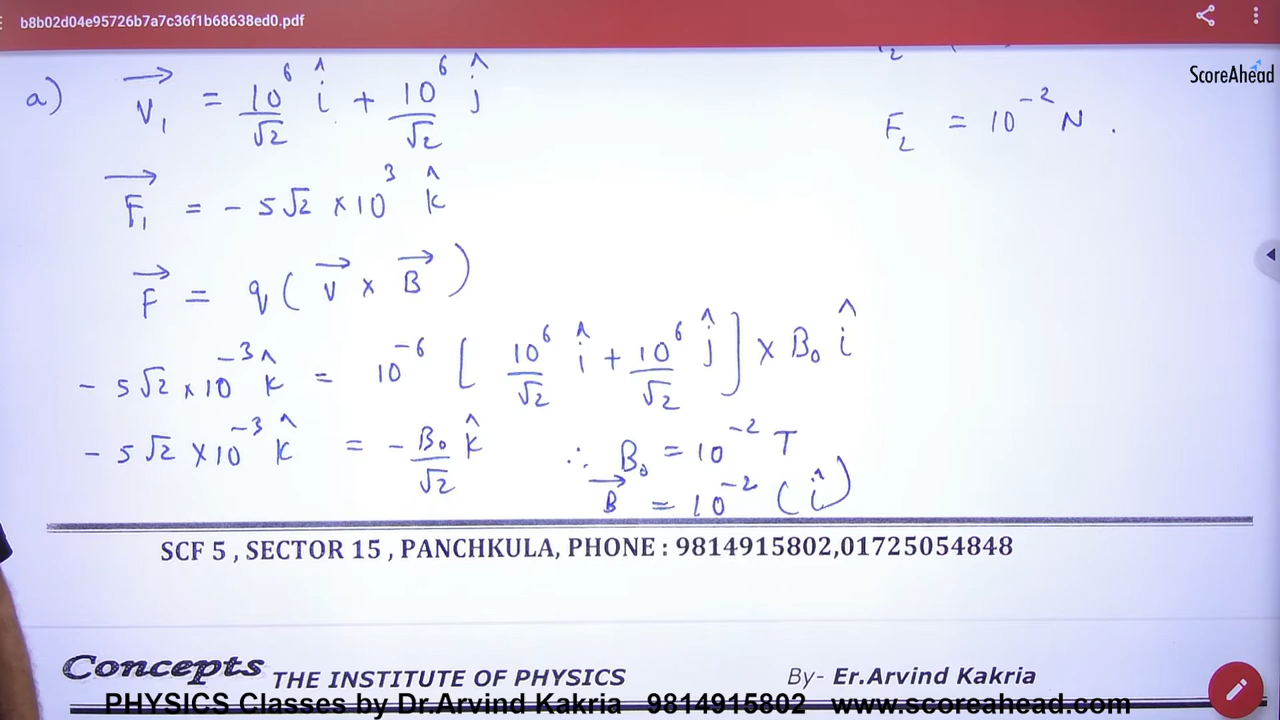 b8b02d04e95726b7a7c36f1b68638ed0.pdf
ScoreAhead
a) V₁⃗ = 10⁶/√2 î + 10⁶/√2 ĵ
F₂ = 10⁻² N .
F₁⃗ = - 5√2 × 10³ k̂
F⃗ = q ( V⃗ × B⃗ )
- 5√2 × 10⁻³ k̂ = 10⁻⁶ [ 10⁶/√2 î + 10⁶/√2 ĵ ] × B₀ î
- 5√2 × 10⁻³ k̂ = - B₀/√2 k̂ ∴ B₀ = 10⁻² T
B⃗ = 10⁻² ( î )
SCF 5 , SECTOR 15 , PANCHKULA, PHONE : 9814915802,01725054848
Concepts THE INSTITUTE OF PHYSICS By- Er.Arvind Kakria
PHYSICS Classes by Dr.Arvind Kakria 9814915802 www.scoreahead.com